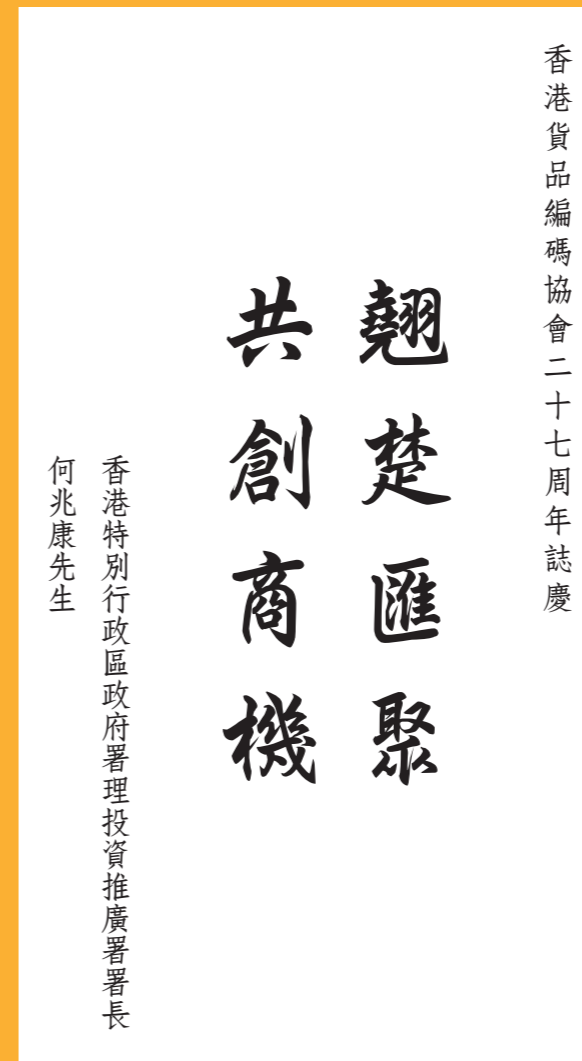 香港貨品編碼協會二十七周年誌慶
翹楚匯聚
共創商機
香港特別行政區政府署理投資推廣署署長
何兆康先生